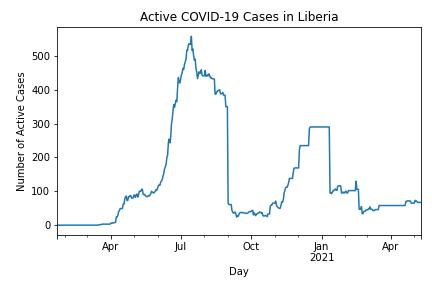 Active COVID-19 Cases in Liberia
Number of Active Cases
500
400
300
200
100
0
Apr
Jul
Oct
Jan
2021
Apr
Day